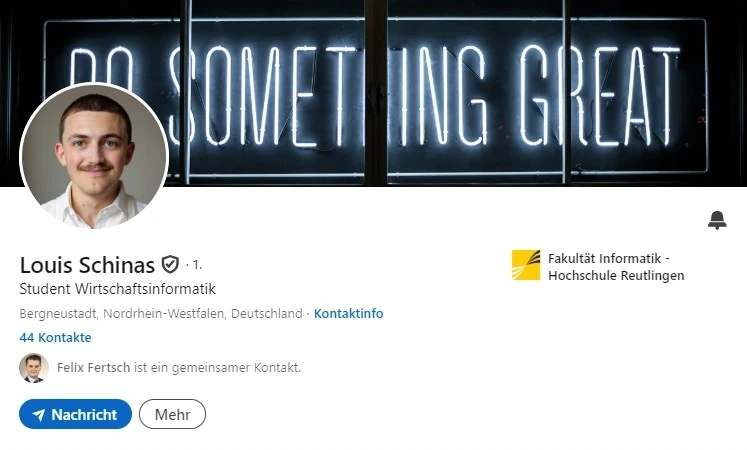 DO SOMETHING GREAT
Louis Schinas · 1.
Student Wirtschaftsinformatik
Bergneustadt, Nordrhein-Westfalen, Deutschland · Kontaktinfo
44 Kontakte
Felix Fertsch ist ein gemeinsamer Kontakt.
Nachricht Mehr
Fakultät Informatik -
Hochschule Reutlingen